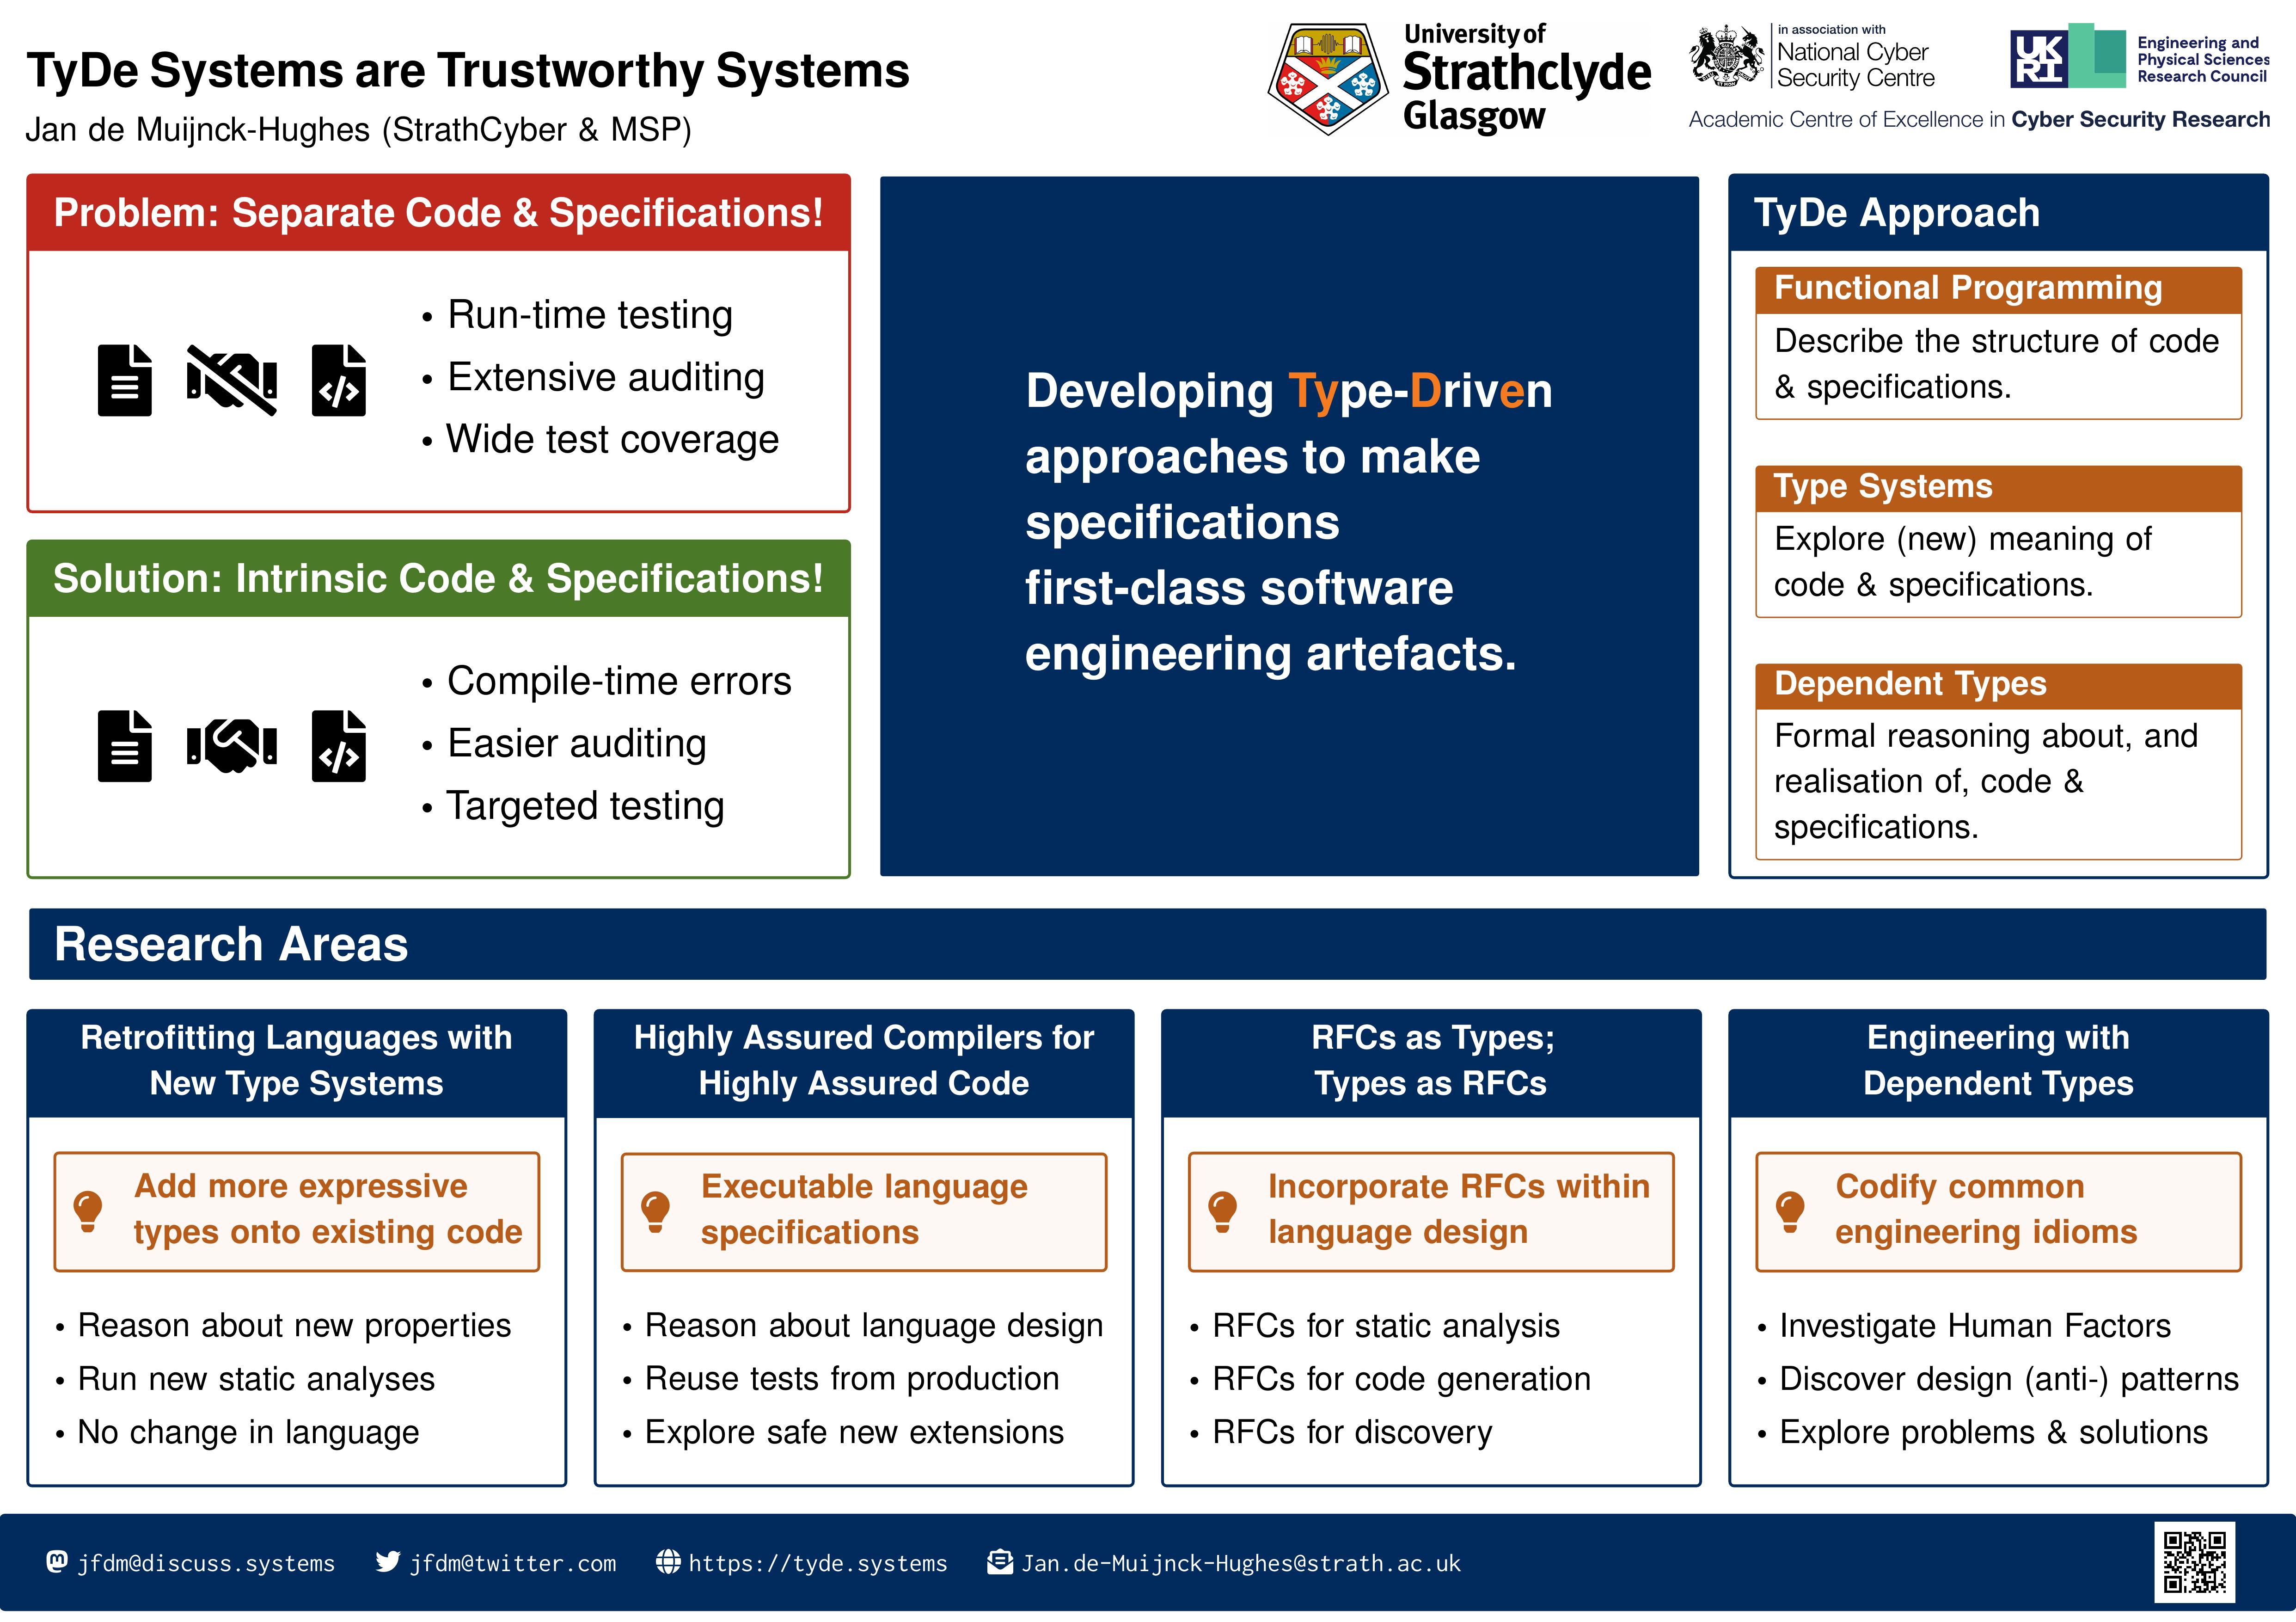 TyDe Systems are Trustworthy Systems
Jan de Muijnck-Hughes (StrathCyber & MSP)
University of
Strathclyde
Glasgow
in association with
National Cyber
Security Centre
UK
RI
Engineering and
Physical Sciences
Research Council
Academic Centre of Excellence in Cyber Security Research
Problem: Separate Code & Specifications!
• Run-time testing
• Extensive auditing
• Wide test coverage
Solution: Intrinsic Code & Specifications!
• Compile-time errors
• Easier auditing
• Targeted testing
Developing Type-Driven
approaches to make
specifications
first-class software
engineering artefacts.
TyDe Approach
Functional Programming
Describe the structure of code
& specifications.
Type Systems
Explore (new) meaning of
code & specifications.
Dependent Types
Formal reasoning about, and
realisation of, code &
specifications.
Research Areas
Retrofitting Languages with
New Type Systems
Add more expressive
types onto existing code
• Reason about new properties
• Run new static analyses
• No change in language
Highly Assured Compilers for
Highly Assured Code
Executable language
specifications
• Reason about language design
• Reuse tests from production
• Explore safe new extensions
RFCs as Types;
Types as RFCs
Incorporate RFCs within
language design
• RFCs for static analysis
• RFCs for code generation
• RFCs for discovery
Engineering with
Dependent Types
Codify common
engineering idioms
• Investigate Human Factors
• Discover design (anti-) patterns
• Explore problems & solutions
jfdm@discuss.systems
jfdm@twitter.com
https://tyde.systems
Jan.de-Muijnck-Hughes@strath.ac.uk